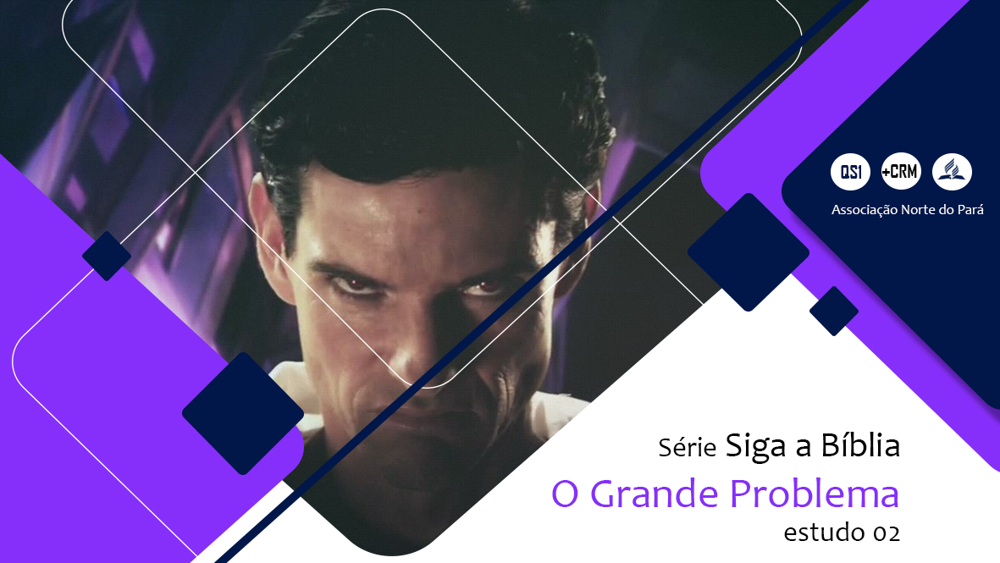 QS1 +CRM
Associação Norte do Pará
Série Siga a Bíblia
O Grande Problema
estudo 02